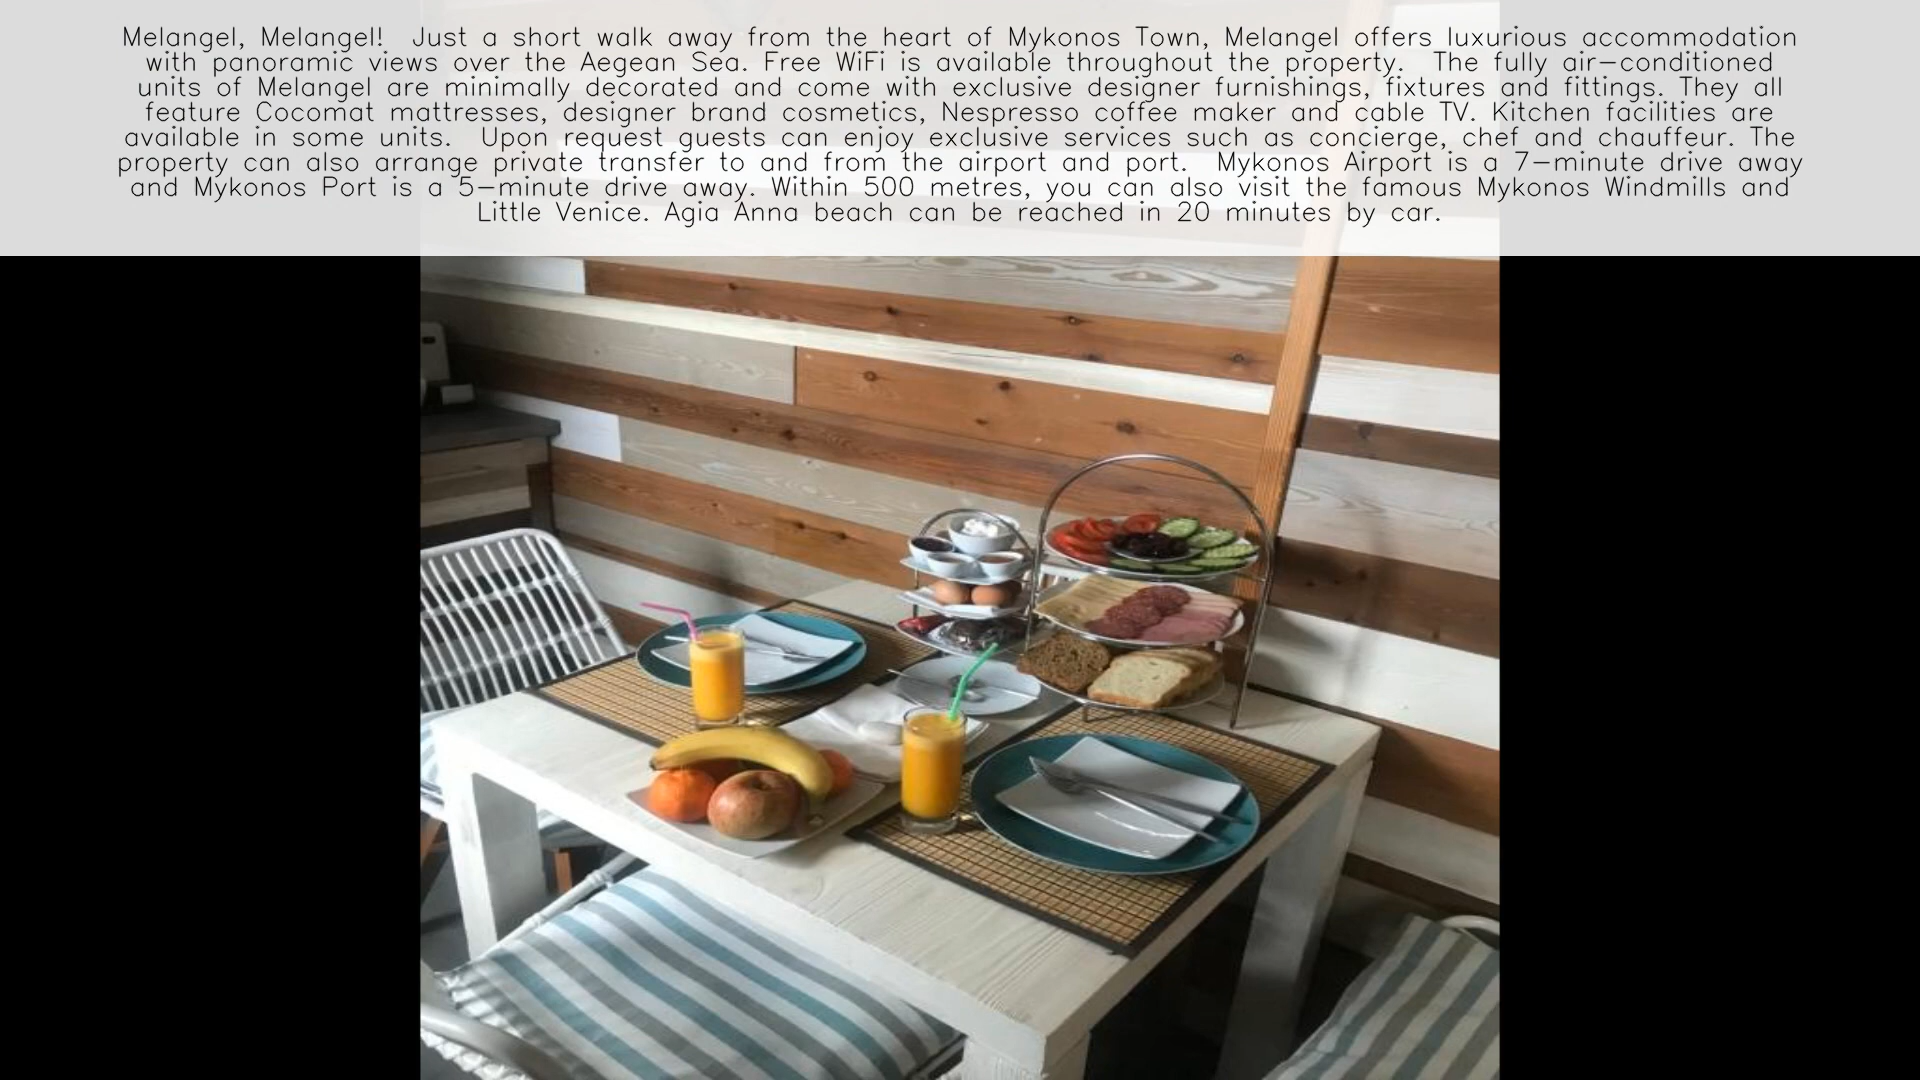 Melangel, Melangel!  Just a short walk away from the heart of Mykonos Town, Melangel offers luxurious accommodation
with panoramic views over the Aegean Sea. Free WiFi is available throughout the property.  The fully air-conditioned
units of Melangel are minimally decorated and come with exclusive designer furnishings, fixtures and fittings. They all
feature Cocomat mattresses, designer brand cosmetics, Nespresso coffee maker and cable TV. Kitchen facilities are
available in some units.  Upon request guests can enjoy exclusive services such as concierge, chef and chauffeur. The
property can also arrange private transfer to and from the airport and port.  Mykonos Airport is a 7-minute drive away
and Mykonos Port is a 5-minute drive away. Within 500 metres, you can also visit the famous Mykonos Windmills and
Little Venice. Agia Anna beach can be reached in 20 minutes by car.